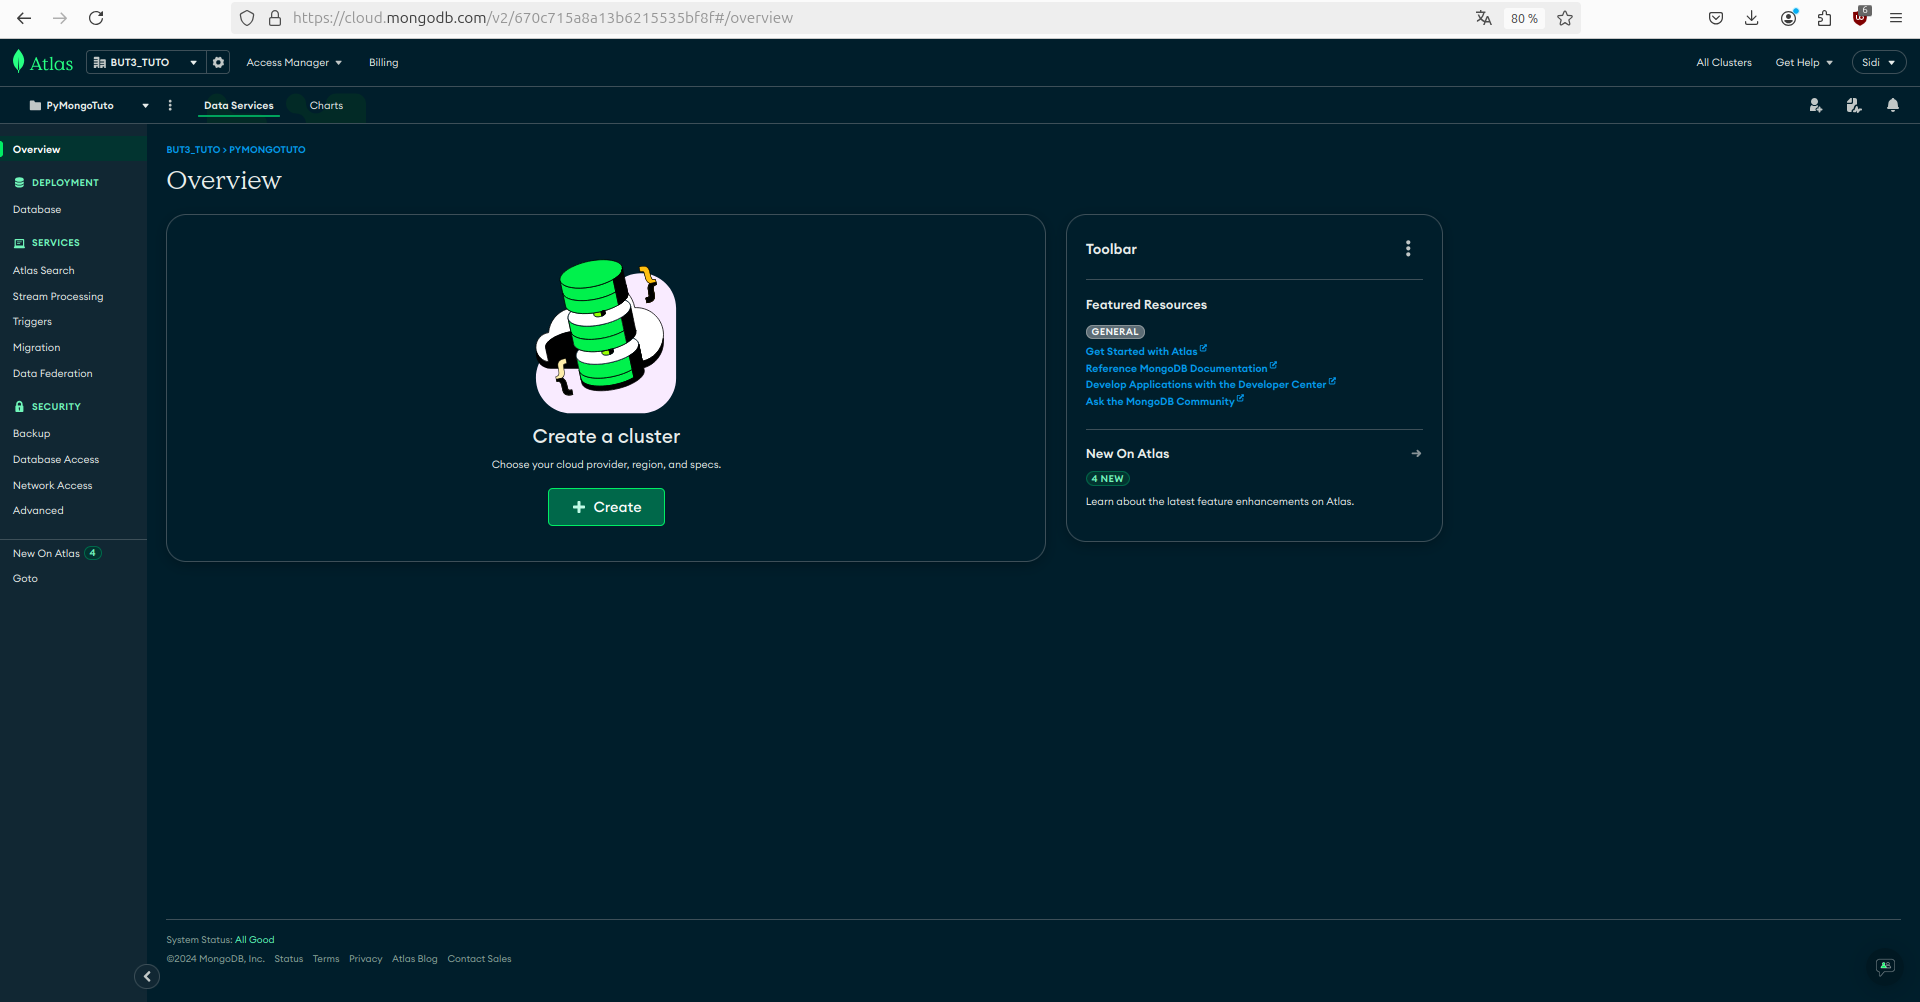 https://cloud.mongodb.com/v2/670c715a8a13b6215535bf8f#/overview
80 %
6
Atlas
BUT3_TUTO
Access Manager
Billing
All Clusters
Get Help
Sidi
PyMongoTuto
Data Services
Charts
Overview
DEPLOYMENT
Database
SERVICES
Atlas Search
Stream Processing
Triggers
Migration
Data Federation
SECURITY
Backup
Database Access
Network Access
Advanced
New On Atlas 4
Goto
BUT3_TUTO > PYMONGOTUTO
Overview
Create a cluster
Choose your cloud provider, region, and specs.
+ Create
Toolbar
Featured Resources
GENERAL
Get Started with Atlas
Reference MongoDB Documentation
Develop Applications with the Developer Center
Ask the MongoDB Community
New On Atlas
4 NEW
Learn about the latest feature enhancements on Atlas.
System Status: All Good
©2024 MongoDB, Inc. Status Terms Privacy Atlas Blog Contact Sales